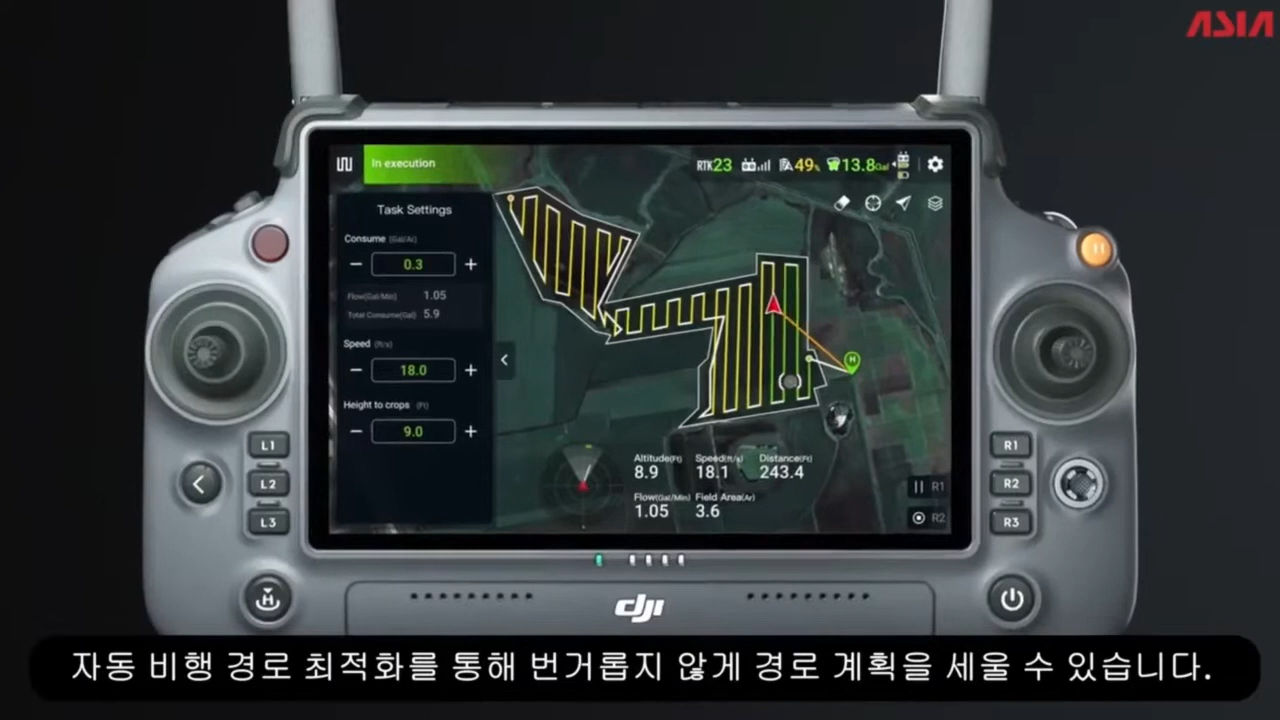 ASIA
In execution
RTK23
49%
13.8Gal
Task Settings
Consume (Gal/Ac)
0.3
Flow(Gal/Min) 1.05
Total Consume(Gal) 5.9
Speed (ft/s)
18.0
Height to crops (Ft)
9.0
H
Altitude(Ft) Speed(ft/s) Distance(Ft)
8.9 18.1 243.4
Flow(Gal/Min) Field Area(Ac)
1.05 3.6
R1
R2
L1
L2
L3
R1
R2
R3
H
dji
자동 비행 경로 최적화를 통해 번거롭지 않게 경로 계획을 세울 수 있습니다.